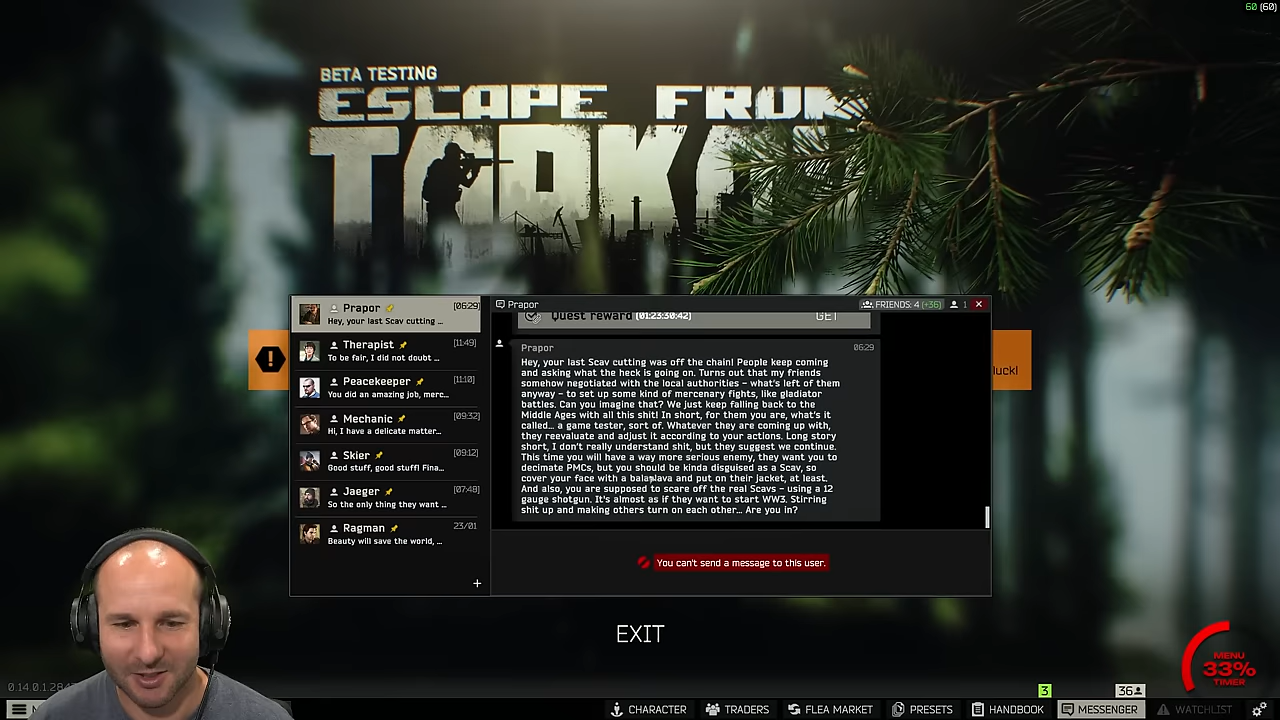 60 (60)
BETA TESTING
ESCAPE FROM
Prapor [06:29]
Hey, your last Scav cutting ...
Therapist [11:49]
To be fair, I did not doubt ...
Peacekeeper [11:10]
You did an amazing job, merc...
Mechanic [09:32]
Hi, I have a delicate matter...
Skier [09:12]
Good stuff, good stuff! Fina...
Jaeger [07:48]
So the only thing they want ...
Ragman 23/01
Beauty will save the world, ...
+
Prapor
FRIENDS: 4 (+36) 1
Quest reward [01:23:30:42] GET
Prapor 06:29
Hey, your last Scav cutting was off the chain! People keep coming
and asking what the heck is going on. Turns out that my friends
somehow negotiated with the local authorities – what's left of them
anyway – to set up some kind of mercenary fights, like gladiator
battles. Can you imagine that? We just keep falling back to the
Middle Ages with all this shit! In short, for them you are, what's it
called... a game tester, sort of. Whatever they are coming up with,
they reevaluate and adjust it according to your actions. Long story
short, I don't really understand shit, but they suggest we continue.
This time you will have a way more serious enemy, they want you to
decimate PMCs, but you should be kinda disguised as a Scav, so
cover your face with a balaclava and put on their jacket, at least.
And also, you are supposed to scare off the real Scavs – using a 12
gauge shotgun. It's almost as if they want to start WW3. Stirring
shit up and making others turn on each other... Are you in?
You can't send a message to this user.
luck!
EXIT
MENU
33%
TIMER
3
36
CHARACTER
TRADERS
FLEA MARKET
PRESETS
HANDBOOK
MESSENGER
WATCHLIST